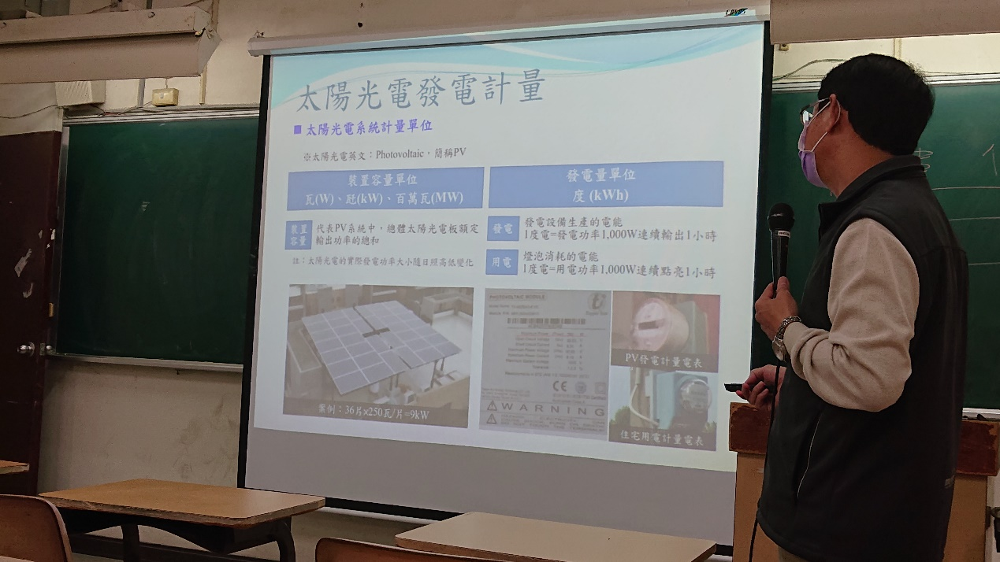 太陽光電發電計量
■ 太陽光電系統計量單位
※太陽光電英文：Photovoltaic，簡稱PV
裝置容量單位
瓦(W)、瓩(kW)、百萬瓦(MW)
發電量單位
度 (kWh)
裝置
容量
代表PV系統中，總體太陽光電板額定
輸出功率的總和
註：太陽光電的實際發電功率大小隨日照高低變化
發電
發電設備生產的電能
1度電=發電功率1,000W連續輸出1小時
用電
燈泡消耗的電能
1度電=用電功率1,000W連續點亮1小時
案例：36片×250瓦/片=9kW
PHOTOVOLTAIC MODULE
CE
WARNING
PV發電計量電表
住宅用電計量電表